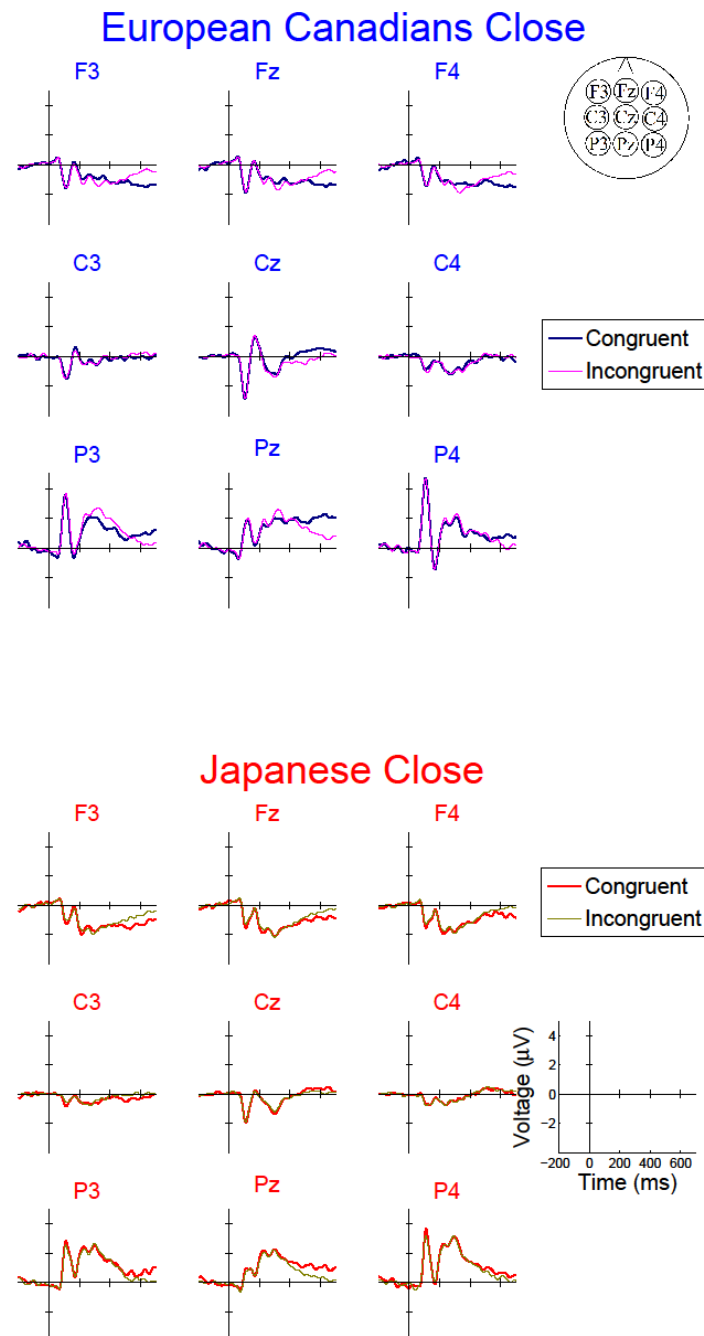 European Canadians Close
F3 Fz F4
F3 Fz F4
C3 Cz C4
P3 Pz P4
C3 Cz C4
Congruent
Incongruent
P3 Pz P4
Japanese Close
F3 Fz F4
Congruent
Incongruent
C3 Cz C4
Voltage (μV)
4
2
0
−2
−200 0 200 400 600
Time (ms)
P3 Pz P4